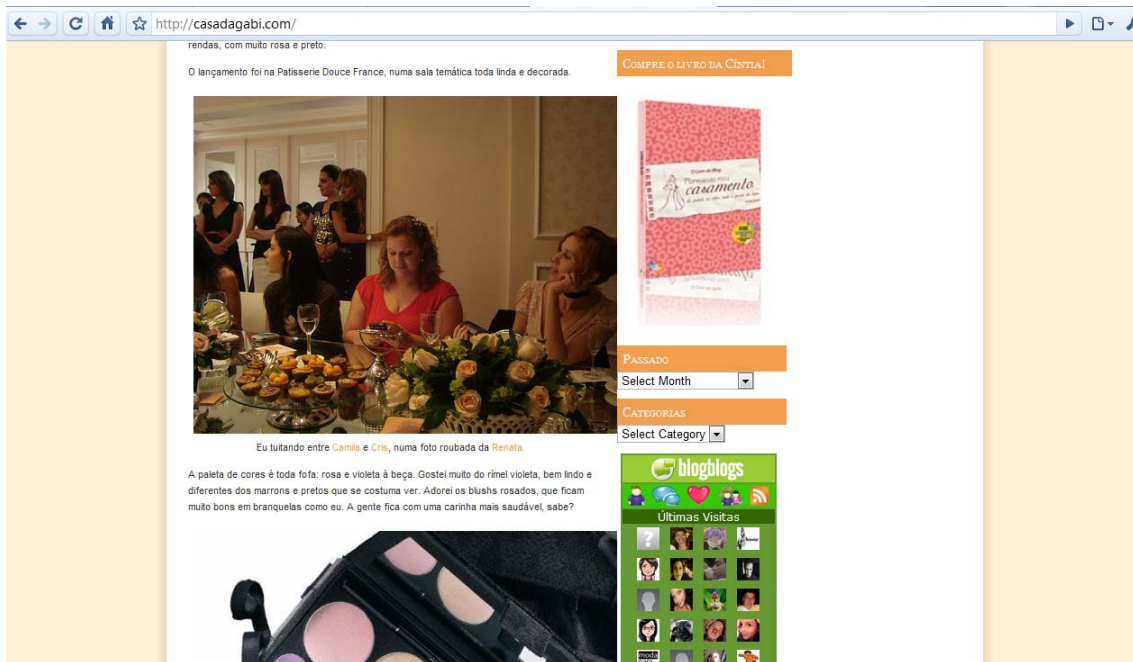 http://casadagabi.com/
rendas, com muito rosa e preto.
O lançamento foi na Patisserie Douce France, numa sala temática toda linda e decorada.
Eu tuitando entre Camila e Cris, numa foto roubada da Renata.
A paleta de cores é toda fofa: rosa e violeta à beça. Gostei muito do rímel violeta, bem lindo e
diferentes dos marrons e pretos que se costuma ver. Adorei os blushs rosados, que ficam
muito bons em branquelas como eu. A gente fica com uma carinha mais saudável, sabe?
Compre o livro da Cíntia!
O Livro do Blog
Planejando meu
casamento
Passado
Select Month
Categorias
Select Category
blogblogs
Últimas Visitas
?
moda